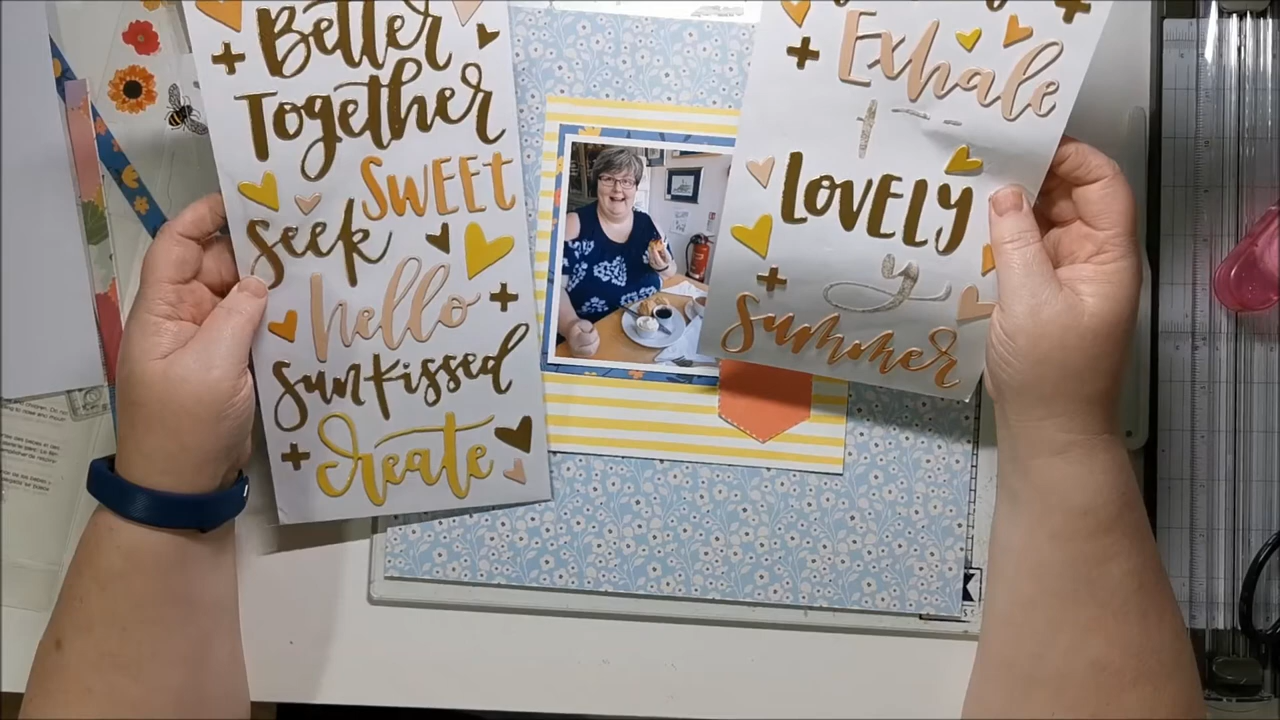 Better
Together
SWEET
seek
hello
sunkissed
create
Exhale
LOVELY
y
summer